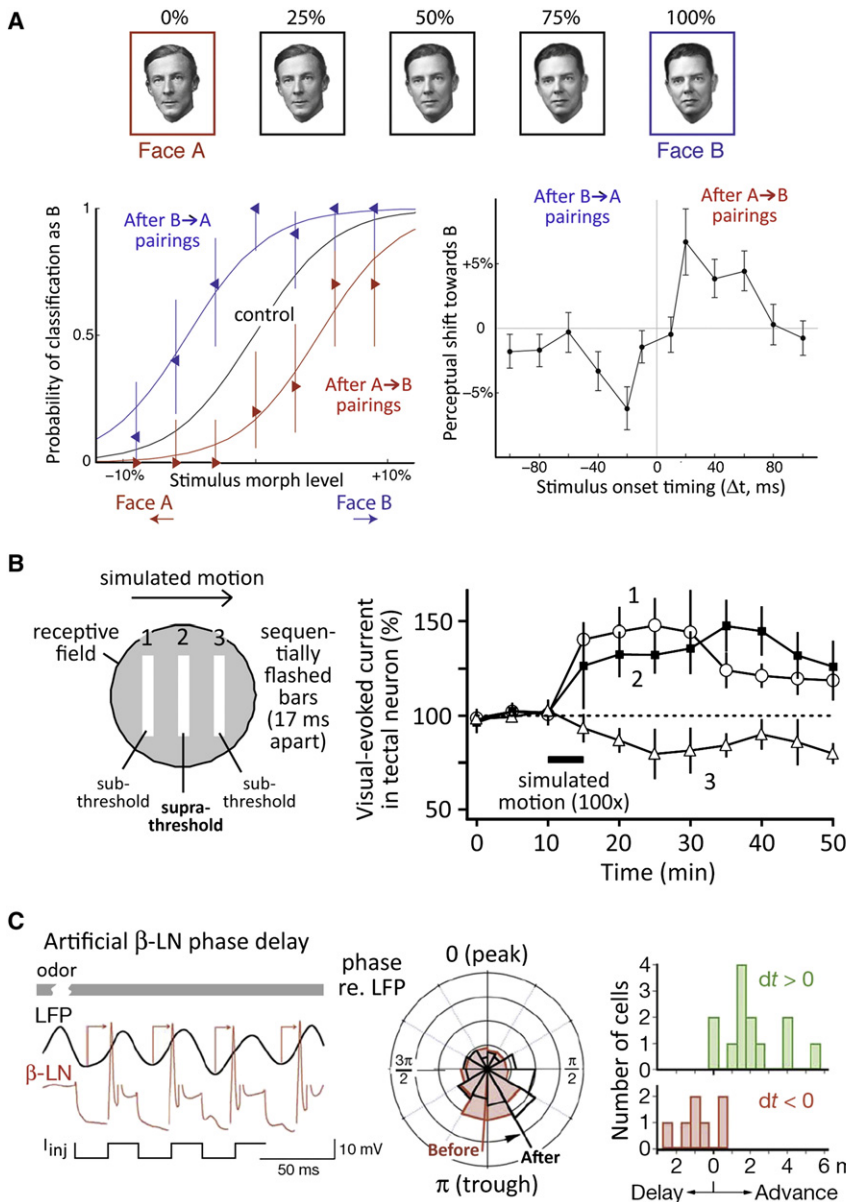 A
0% 25% 50% 75% 100%
Face A Face B
Probability of classification as B
1
0.5
0
After B→A
pairings
control
After A→B
pairings
-10% +10%
Stimulus morph level
Face A Face B
After B→A
pairings
After A→B
pairings
Perceptual shift towards B
+5%
0
-5%
-80 -40 0 40 80
Stimulus onset timing (Δt, ms)
B
simulated motion
receptive
field
1 2 3
sequen-
tially
flashed
bars
(17 ms
apart)
sub-
threshold
supra-
threshold
sub-
threshold
Visual-evoked current
in tectal neuron (%)
150
100
75
50
1
2
3
simulated
motion (100x)
0 10 20 30 40 50
Time (min)
C
Artificial β-LN phase delay
odor
LFP
β-LN
Iinj
10 mV
50 ms
phase
re. LFP
0 (peak)
3π
2
π
2
Before
After
π (trough)
Number of cells
4
3
2
1
0
dt > 0
Number of cells
2
1
0
dt < 0
2 0 2 4 6 m
Delay Advance